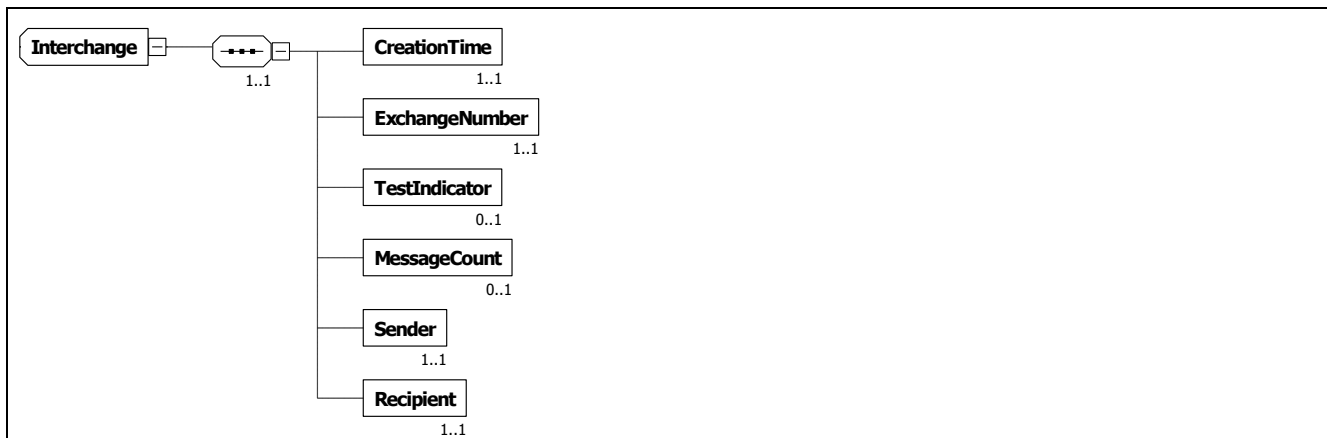 Interchange
1..1
CreationTime
1..1
ExchangeNumber
1..1
TestIndicator
0..1
MessageCount
0..1
Sender
1..1
Recipient
1..1